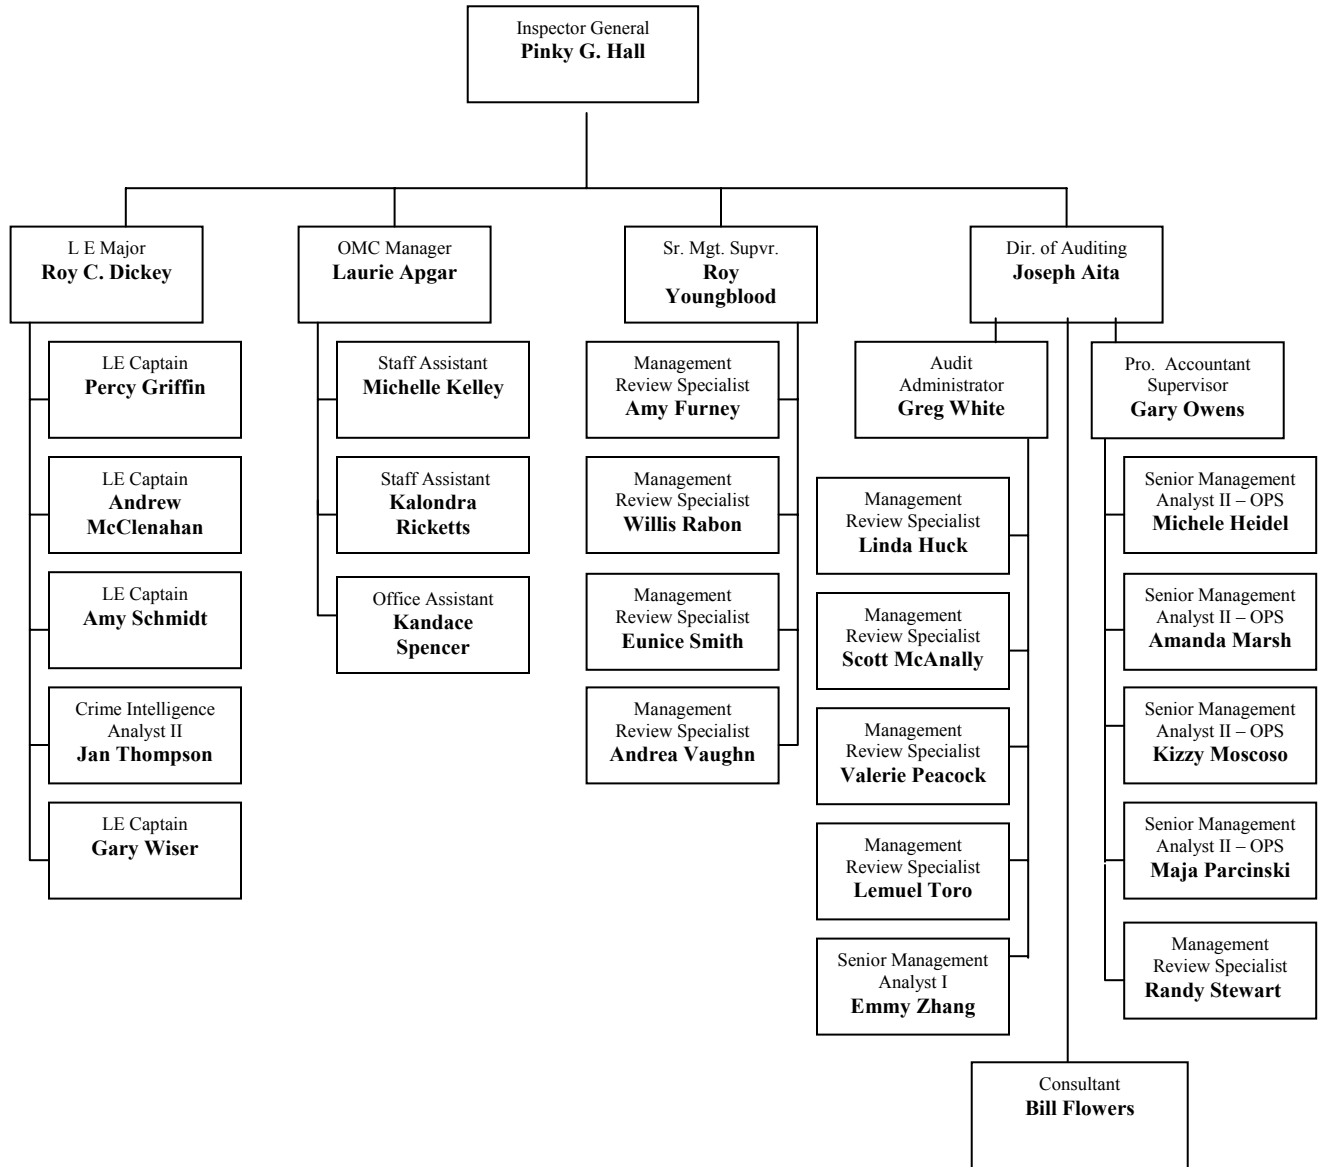 Inspector General
Pinky G. Hall
L E Major
Roy C. Dickey
OMC Manager
Laurie Apgar
Sr. Mgt. Supvr.
Roy
Youngblood
Dir. of Auditing
Joseph Aita
LE Captain
Percy Griffin
LE Captain
Andrew
McClenahan
LE Captain
Amy Schmidt
Crime Intelligence
Analyst II
Jan Thompson
LE Captain
Gary Wiser
Staff Assistant
Michelle Kelley
Staff Assistant
Kalondra
Ricketts
Office Assistant
Kandace
Spencer
Management
Review Specialist
Amy Furney
Management
Review Specialist
Willis Rabon
Management
Review Specialist
Eunice Smith
Management
Review Specialist
Andrea Vaughn
Audit
Administrator
Greg White
Management
Review Specialist
Linda Huck
Management
Review Specialist
Scott McAnally
Management
Review Specialist
Valerie Peacock
Management
Review Specialist
Lemuel Toro
Senior Management
Analyst I
Emmy Zhang
Pro. Accountant
Supervisor
Gary Owens
Senior Management
Analyst II – OPS
Michele Heidel
Senior Management
Analyst II – OPS
Amanda Marsh
Senior Management
Analyst II – OPS
Kizzy Moscoso
Senior Management
Analyst II – OPS
Maja Parcinski
Management
Review Specialist
Randy Stewart
Consultant
Bill Flowers